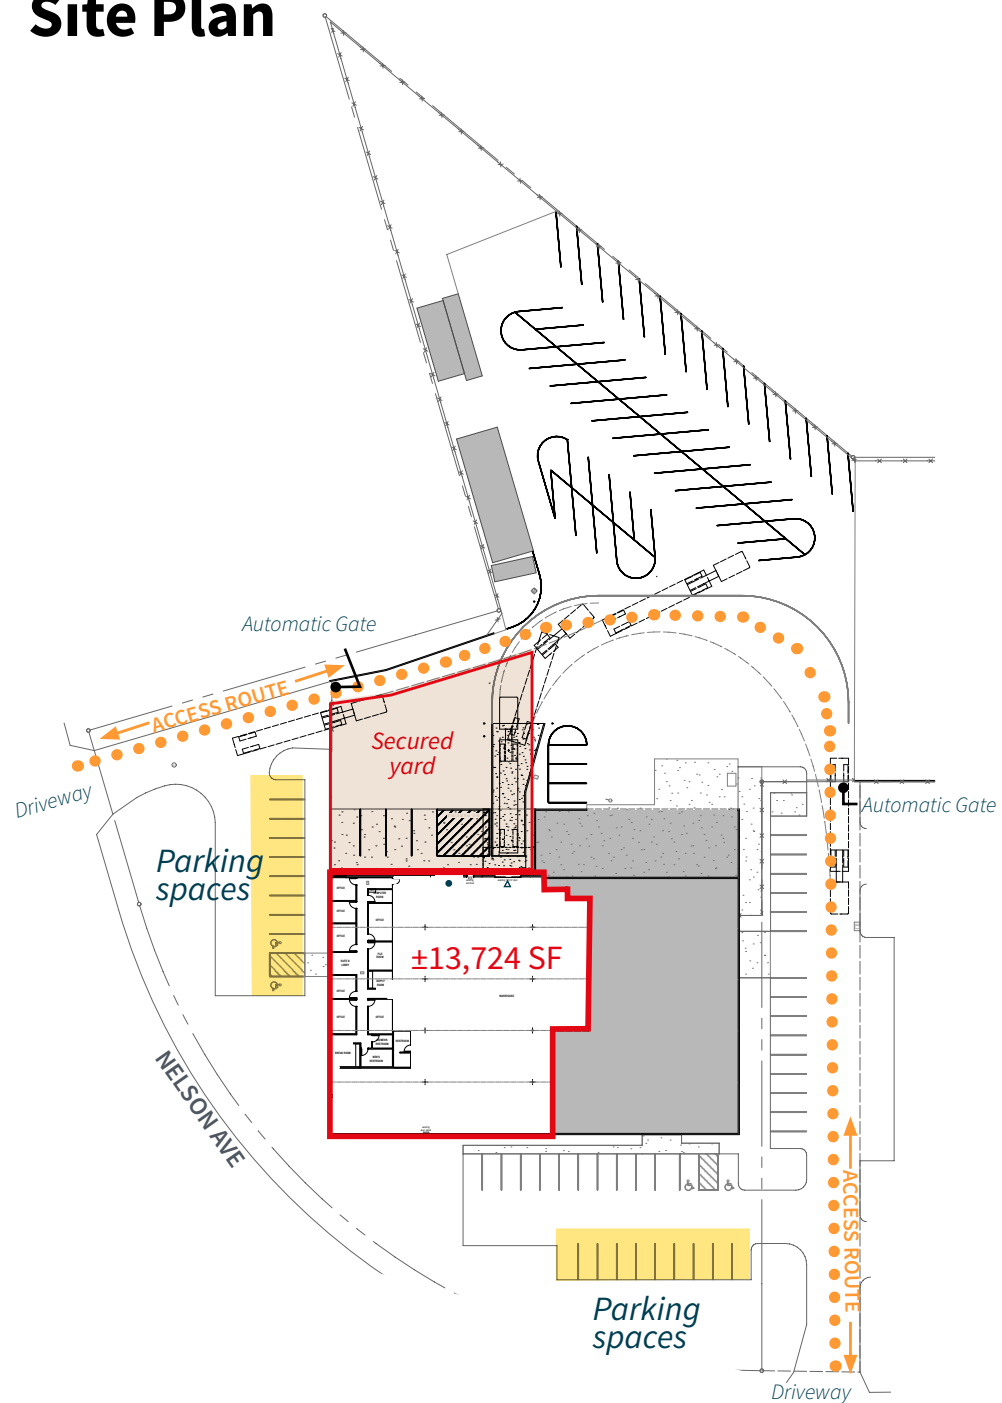 Site Plan
Automatic Gate
ACCESS ROUTE
Secured
yard
Driveway
Automatic Gate
Parking
spaces
±13,724 SF
NELSON AVE
ACCESS ROUTE
Parking
spaces
Driveway